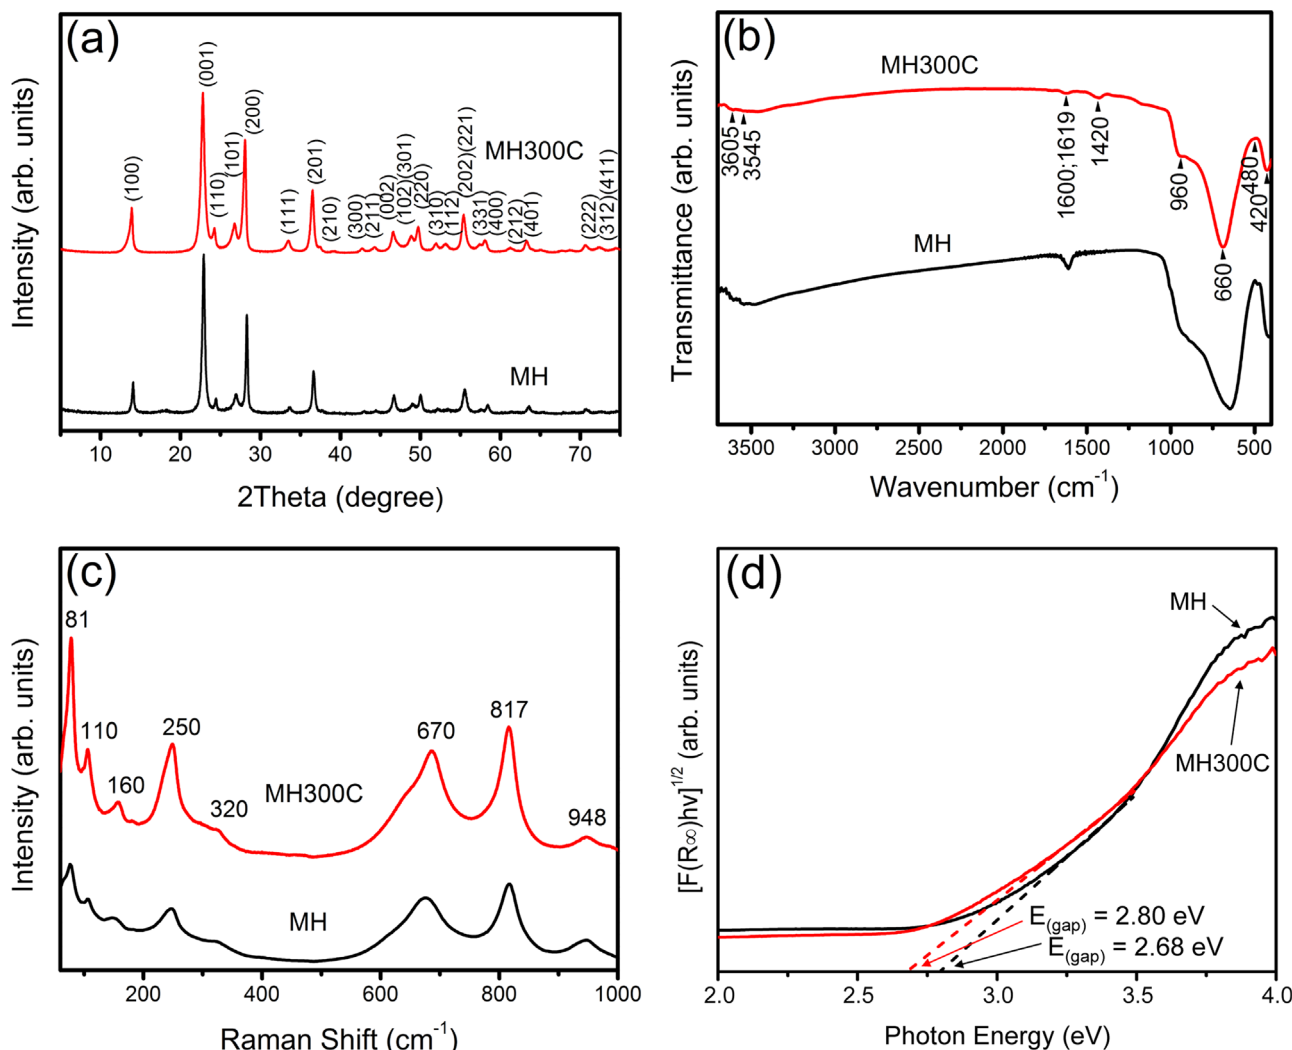 (a)
Intensity (arb. units)
(100)
(001)
(110)
(101)
(200)
(111)
(201)
(210)
(300)
(211)
(002)
(102)(301)
(220)
(310)
(112)
(202)(221)
(331)
(400)
(212)
(401)
(222)
(312)(411)
MH300C
MH
10 20 30 40 50 60 70
2Theta (degree)
(b)
Transmittance (arb. units)
MH300C
3605
3545
1600;1619
1420
960
660
480
420
MH
3500 3000 2500 2000 1500 1000 500
Wavenumber (cm⁻¹)
(c)
Intensity (arb. units)
81
110
160
250
320
670
817
948
MH300C
MH
200 400 600 800 1000
Raman Shift (cm⁻¹)
(d)
[F(R∞)hν]¹ᐟ² (arb. units)
MH
MH300C
E(gap) = 2.80 eV
E(gap) = 2.68 eV
2.0 2.5 3.0 3.5 4.0
Photon Energy (eV)